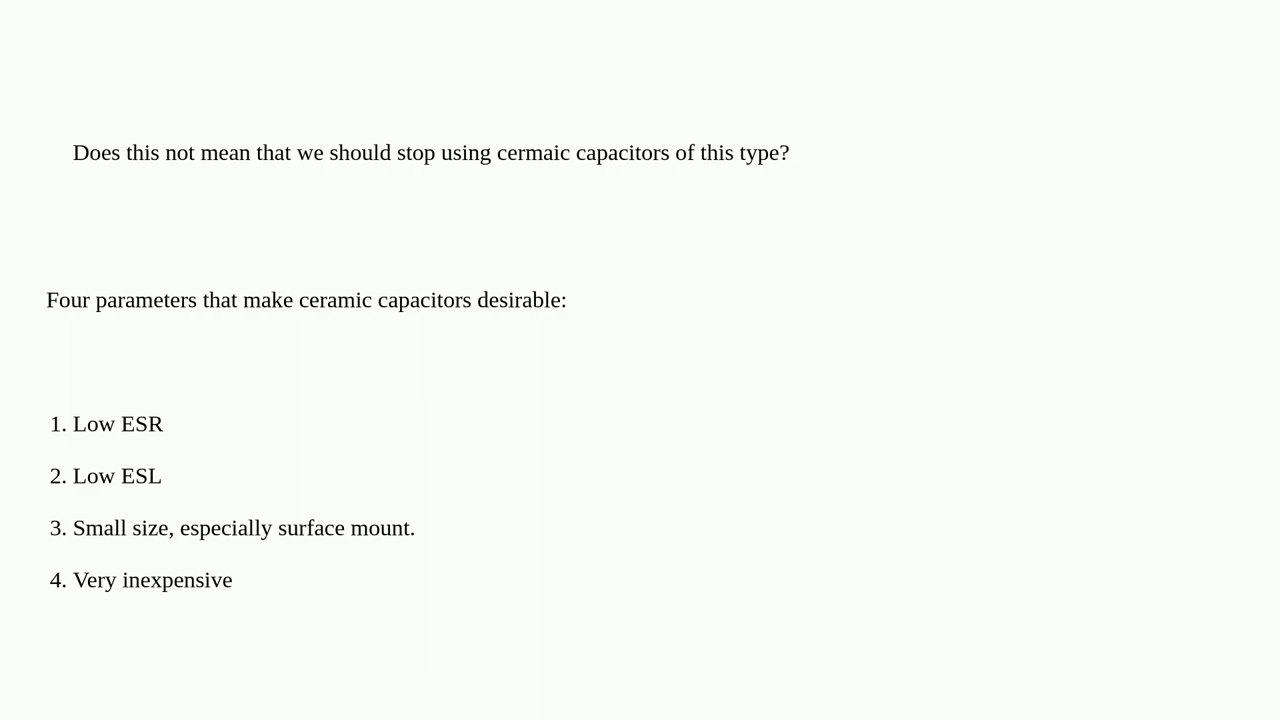 Does this not mean that we should stop using cermaic capacitors of this type?
Four parameters that make ceramic capacitors desirable:
1. Low ESR
2. Low ESL
3. Small size, especially surface mount.
4. Very inexpensive